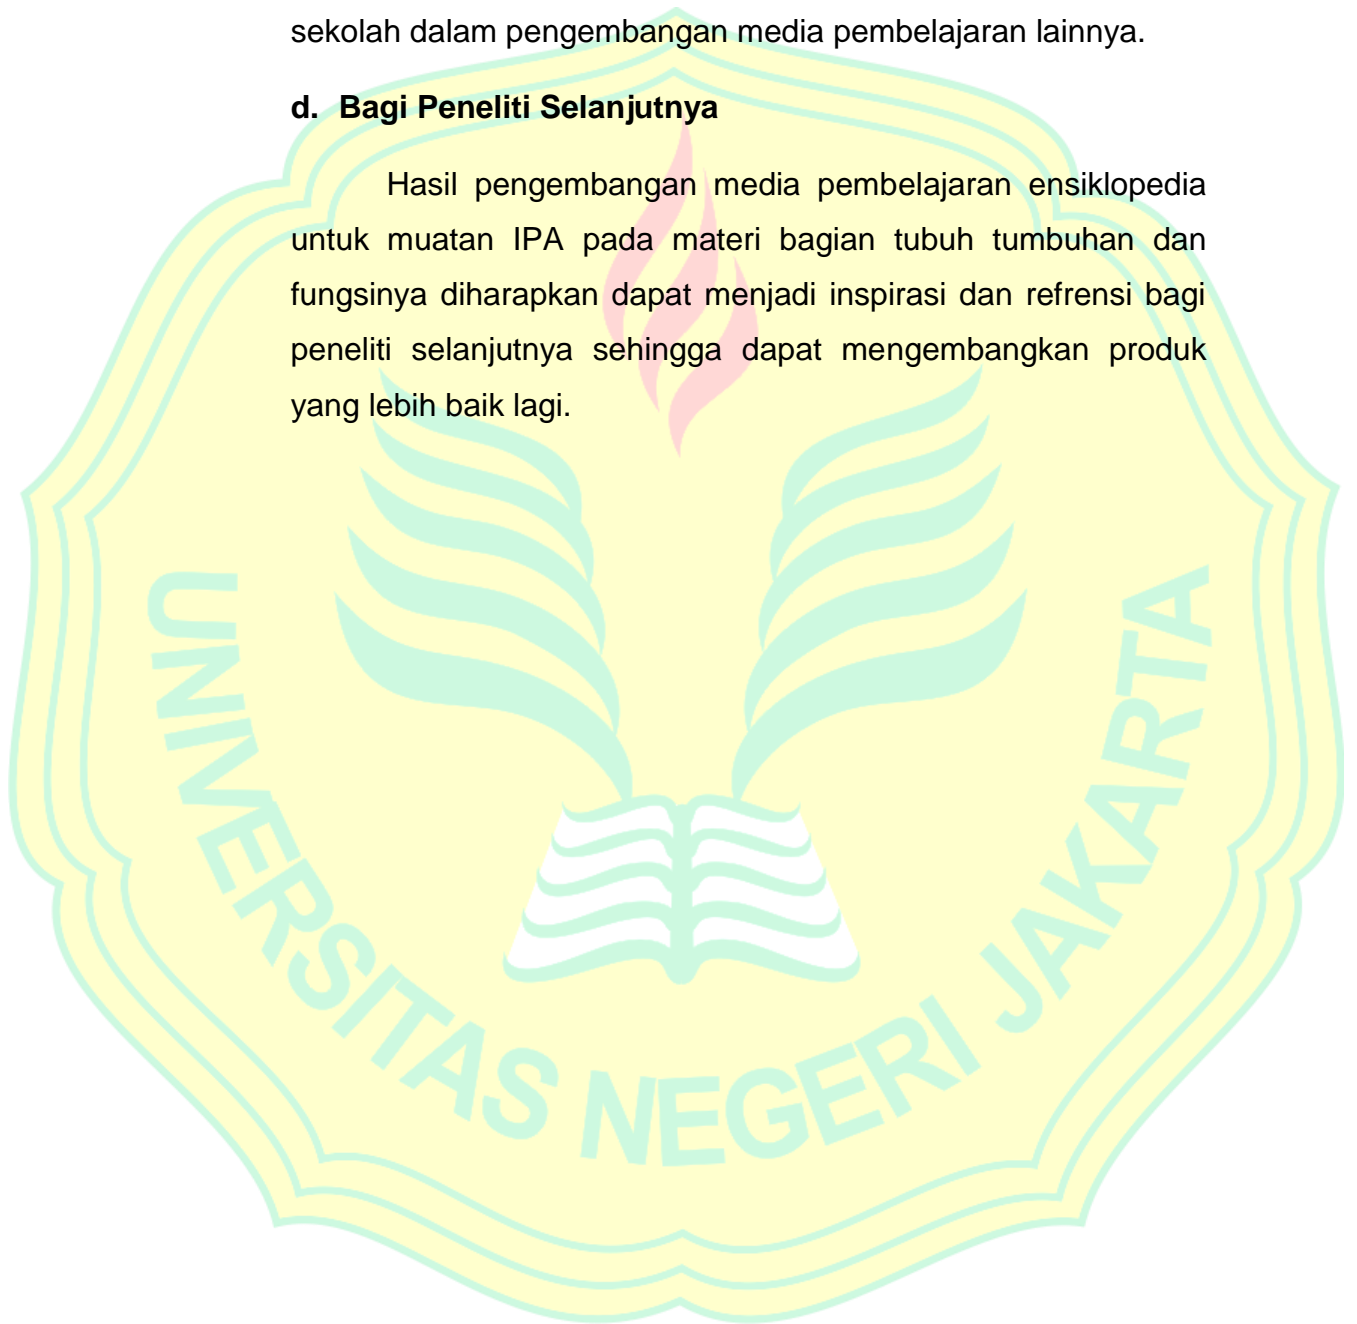 sekolah dalam pengembangan media pembelajaran lainnya.
d. Bagi Peneliti Selanjutnya
Hasil pengembangan media pembelajaran ensiklopedia
untuk muatan IPA pada materi bagian tubuh tumbuhan dan
fungsinya diharapkan dapat menjadi inspirasi dan refrensi bagi
peneliti selanjutnya sehingga dapat mengembangkan produk
yang lebih baik lagi.
UNIVERSITAS NEGERI JAKARTA